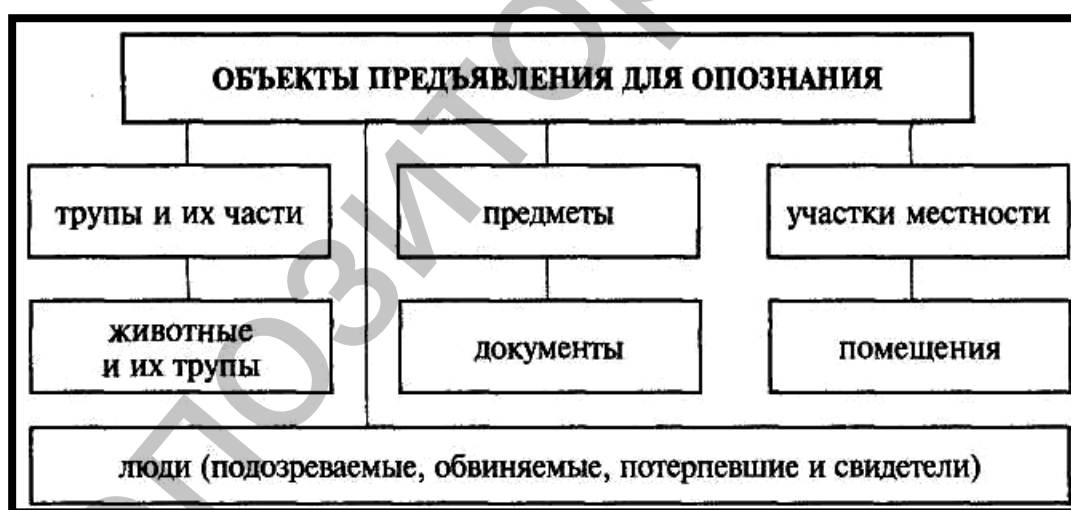 ОБЪЕКТЫ ПРЕДЪЯВЛЕНИЯ ДЛЯ ОПОЗНАНИЯ
трупы и их части
предметы
участки местности
животные
и их трупы
документы
помещения
люди (подозреваемые, обвиняемые, потерпевшие и свидетели)